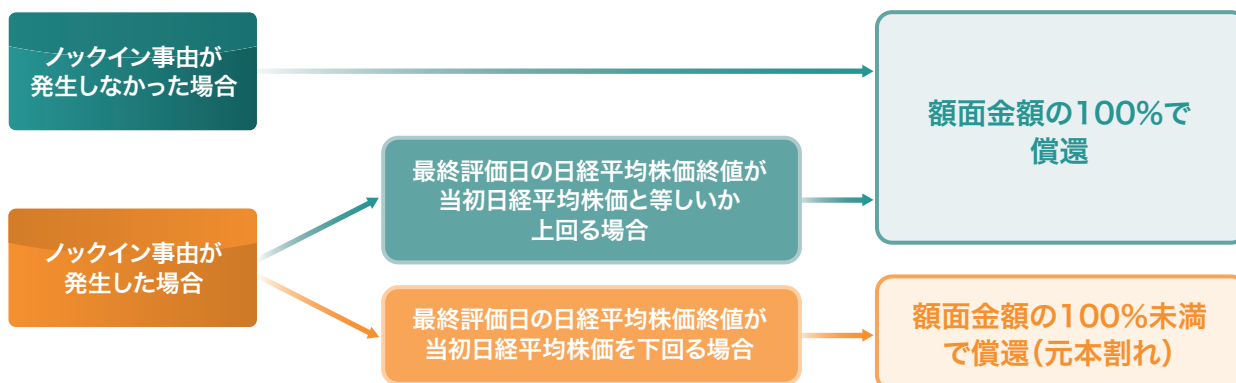 ノックイン事由が
発生しなかった場合
額面金額の100%で
償還
最終評価日の日経平均株価終値が
当初日経平均株価と等しいか
上回る場合
ノックイン事由が
発生した場合
最終評価日の日経平均株価終値が
当初日経平均株価を下回る場合
額面金額の100%未満
で償還（元本割れ）